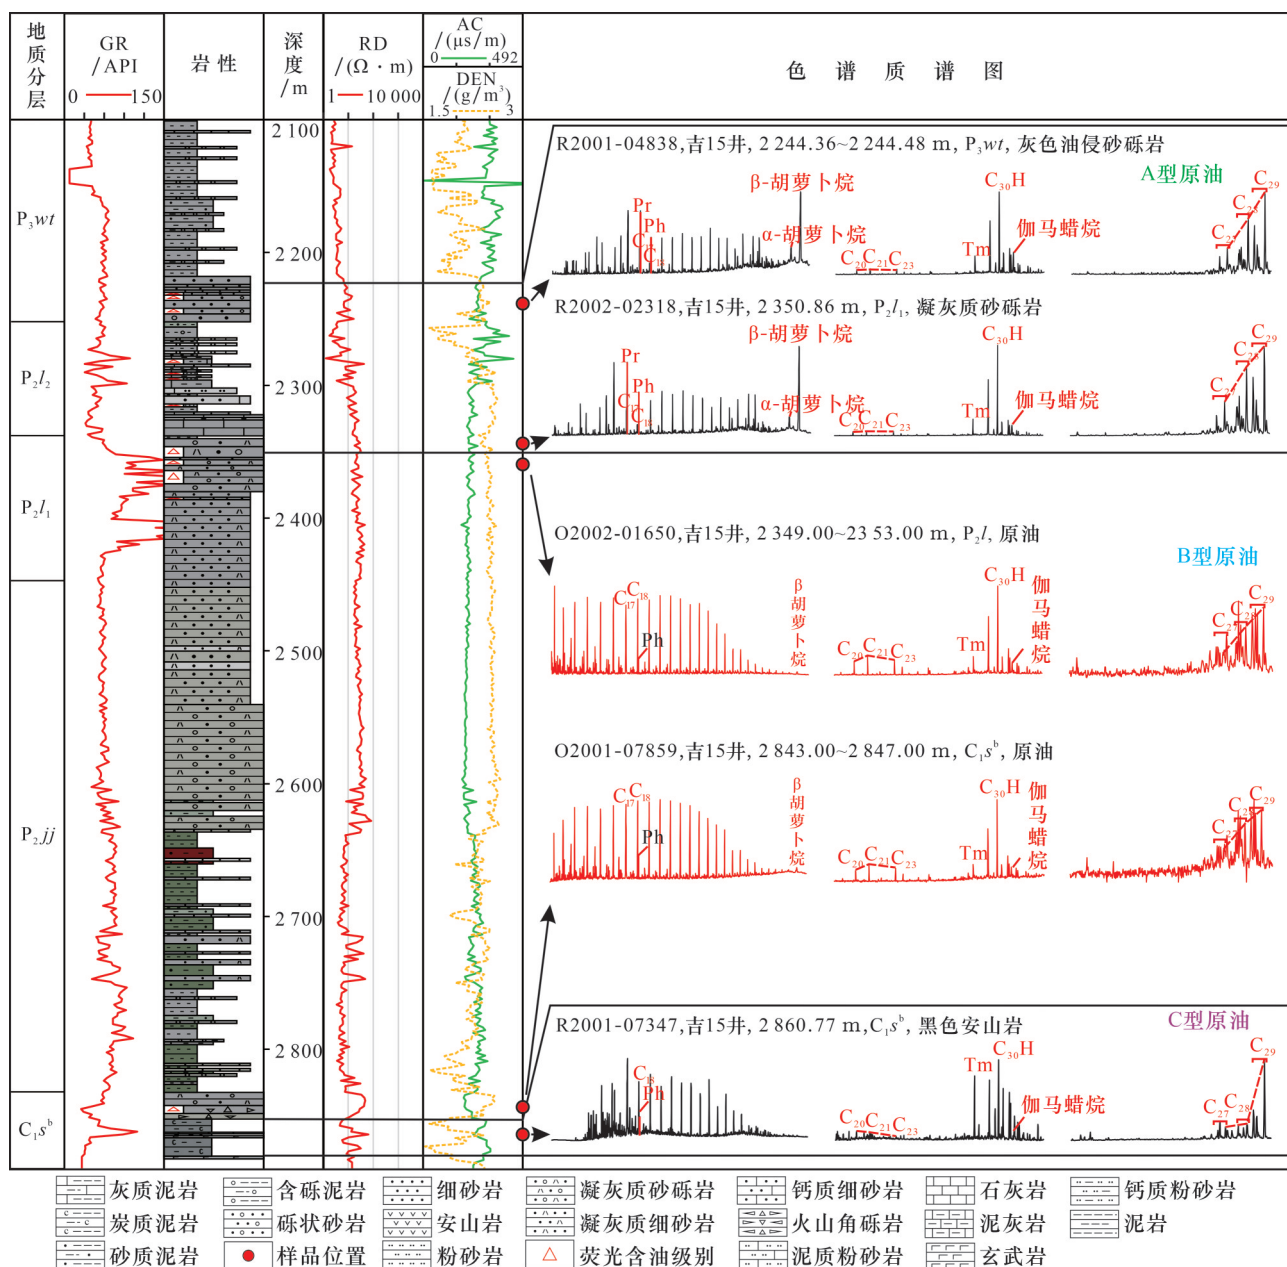 地质分层
GR
/API
0 150
岩性
深度/m
RD
/(Ω · m)
1 10 000
AC
/(μs/m)
0 492
DEN
/(g/m³)
1.5 3
色谱质谱图
P₃wt
P₂l₂
P₂l₁
P₂jj
C₁sᵇ
2 100
2 200
2 300
2 400
2 500
2 600
2 700
2 800
R2001-04838,吉15井, 2 244.36~2 244.48 m, P₃wt, 灰色油侵砂砾岩
A型原油
Pr
Ph
C₁₇
C₁₈
β-胡萝卜烷
α-胡萝卜烷
C₂₀ C₂₁ C₂₃
Tm
C₃₀H
伽马蜡烷
C₂₇ C₂₈ C₂₉
R2002-02318,吉15井, 2 350.86 m, P₂l₁, 凝灰质砂砾岩
Pr
Ph
C₁₇
C₁₈
β-胡萝卜烷
α-胡萝卜烷
C₂₀ C₂₁ C₂₃
Tm
C₃₀H
伽马蜡烷
C₂₇ C₂₈ C₂₉
O2002-01650,吉15井, 2 349.00~23 53.00 m, P₂l, 原油
B型原油
C₁₇ C₁₈
Ph
β胡萝卜烷
C₂₀ C₂₁ C₂₃
Tm
C₃₀H
伽马蜡烷
C₂₇ C₂₈ C₂₉
O2001-07859,吉15井, 2 843.00~2 847.00 m, C₁sᵇ, 原油
C₁₇ C₁₈
Ph
β胡萝卜烷
C₂₀ C₂₁ C₂₃
Tm
C₃₀H
伽马蜡烷
C₂₇ C₂₈ C₂₉
R2001-07347,吉15井, 2 860.77 m,C₁sᵇ, 黑色安山岩
C型原油
C₁₈
Ph
C₂₀ C₂₁ C₂₃
Tm
C₃₀H
伽马蜡烷
C₂₇ C₂₈ C₂₉
灰质泥岩 含砾泥岩 细砂岩 凝灰质砂砾岩 钙质细砂岩 石灰岩 钙质粉砂岩
炭质泥岩 砾状砂岩 安山岩 凝灰质细砂岩 火山角砾岩 泥灰岩 泥岩
砂质泥岩 样品位置 粉砂岩 荧光含油级别 泥质粉砂岩 玄武岩